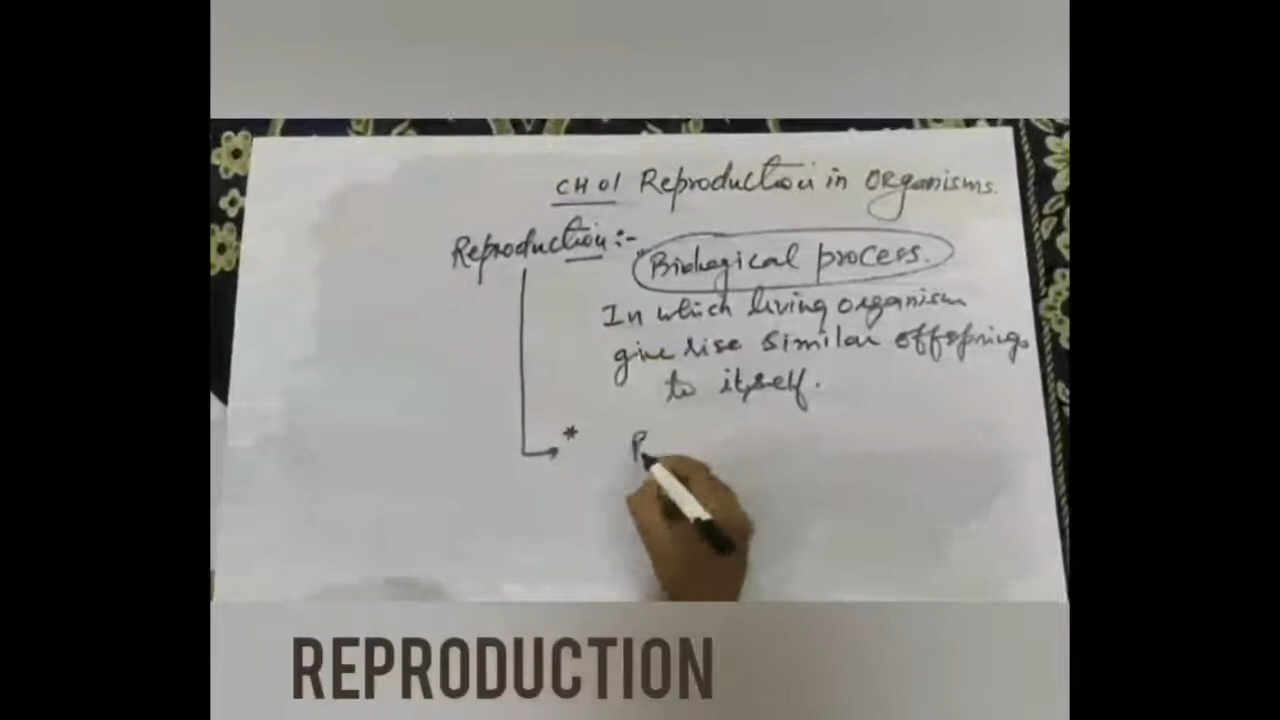 CH 01 Reproduction in Organisms.
Reproduction :- Biological process.
In which living organism
give rise similar offsprings
to itself.
* P
REPRODUCTION